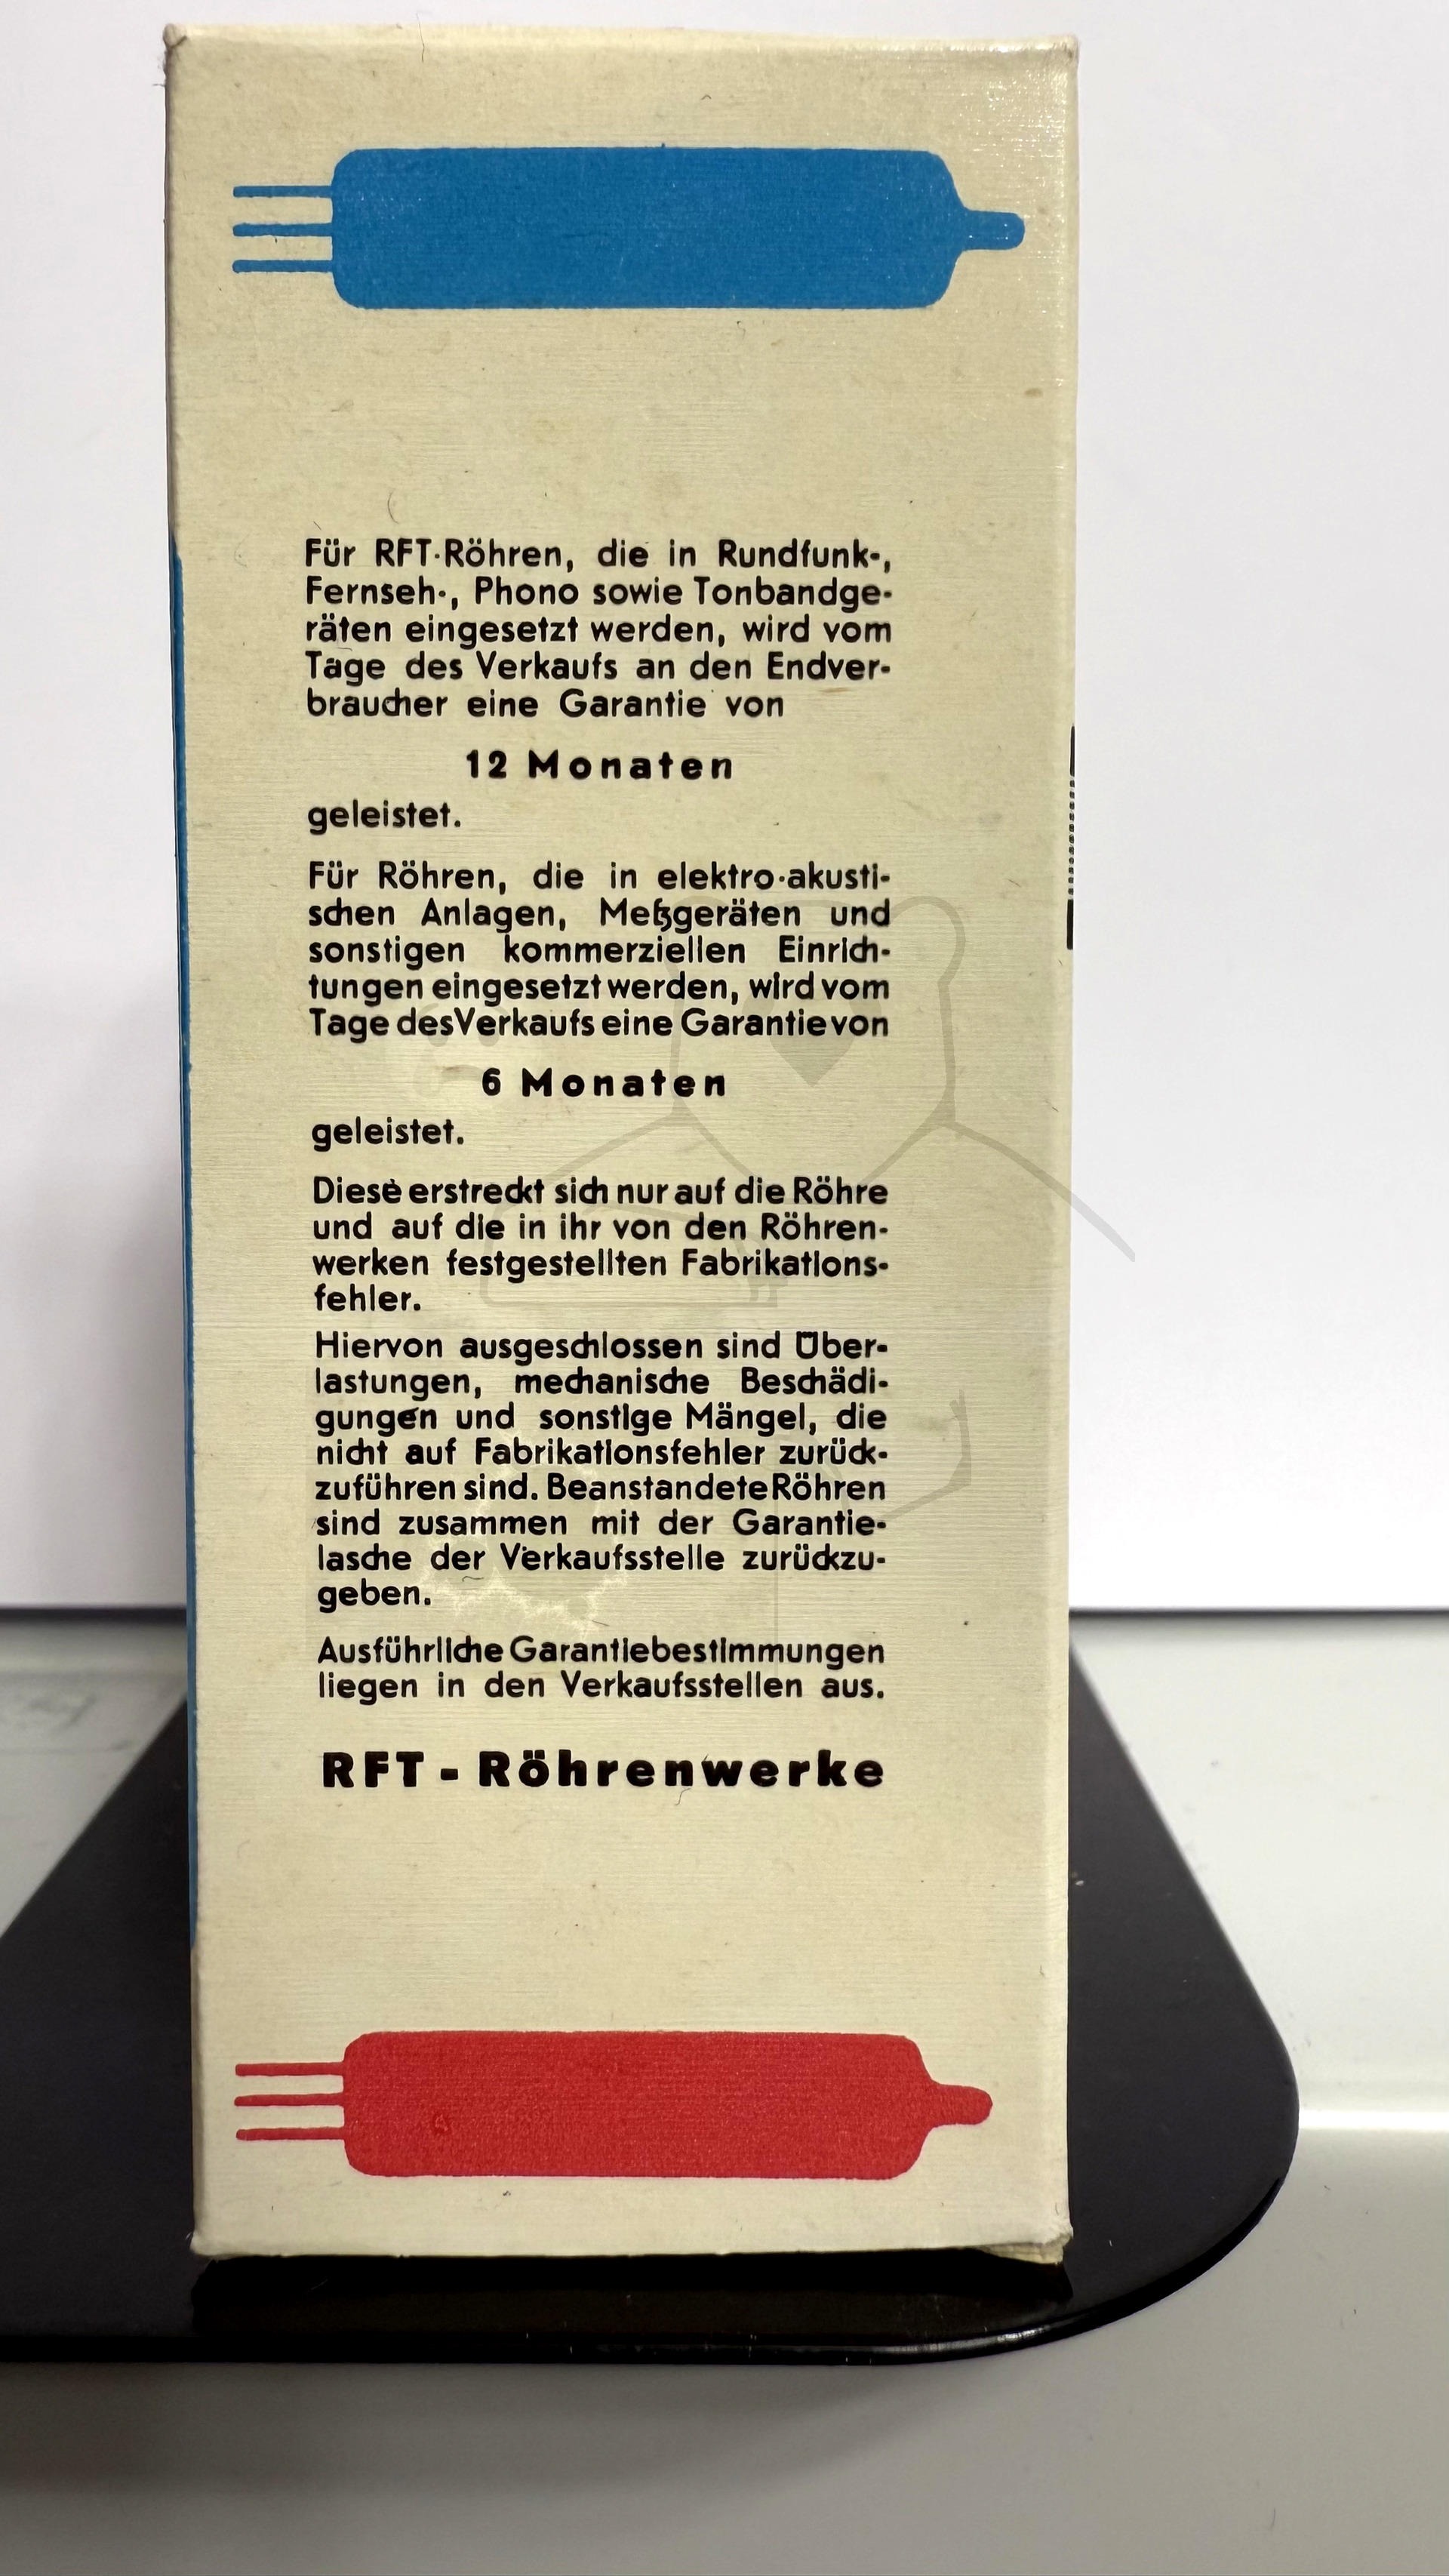 Für RFT-Röhren, die in Rundfunk-,
Fernseh-, Phono sowie Tonbandge-
räten eingesetzt werden, wird vom
Tage des Verkaufs an den Endver-
braucher eine Garantie von
12 Monaten
geleistet.
Für Röhren, die in elektro-akusti-
schen Anlagen, Meßgeräten und
sonstigen kommerziellen Einrich-
tungen eingesetzt werden, wird vom
Tage des Verkaufs eine Garantie von
6 Monaten
geleistet.
Diese erstreckt sich nur auf die Röhre
und auf die in ihr von den Röhren-
werken festgestellten Fabrikations-
fehler.
Hiervon ausgeschlossen sind Über-
lastungen, mechanische Beschädi-
gungen und sonstige Mängel, die
nicht auf Fabrikationsfehler zurück-
zuführen sind. Beanstandete Röhren
sind zusammen mit der Garantie-
lasche der Verkaufsstelle zurückzu-
geben.
Ausführliche Garantiebestimmungen
liegen in den Verkaufsstellen aus.
RFT - Röhrenwerke